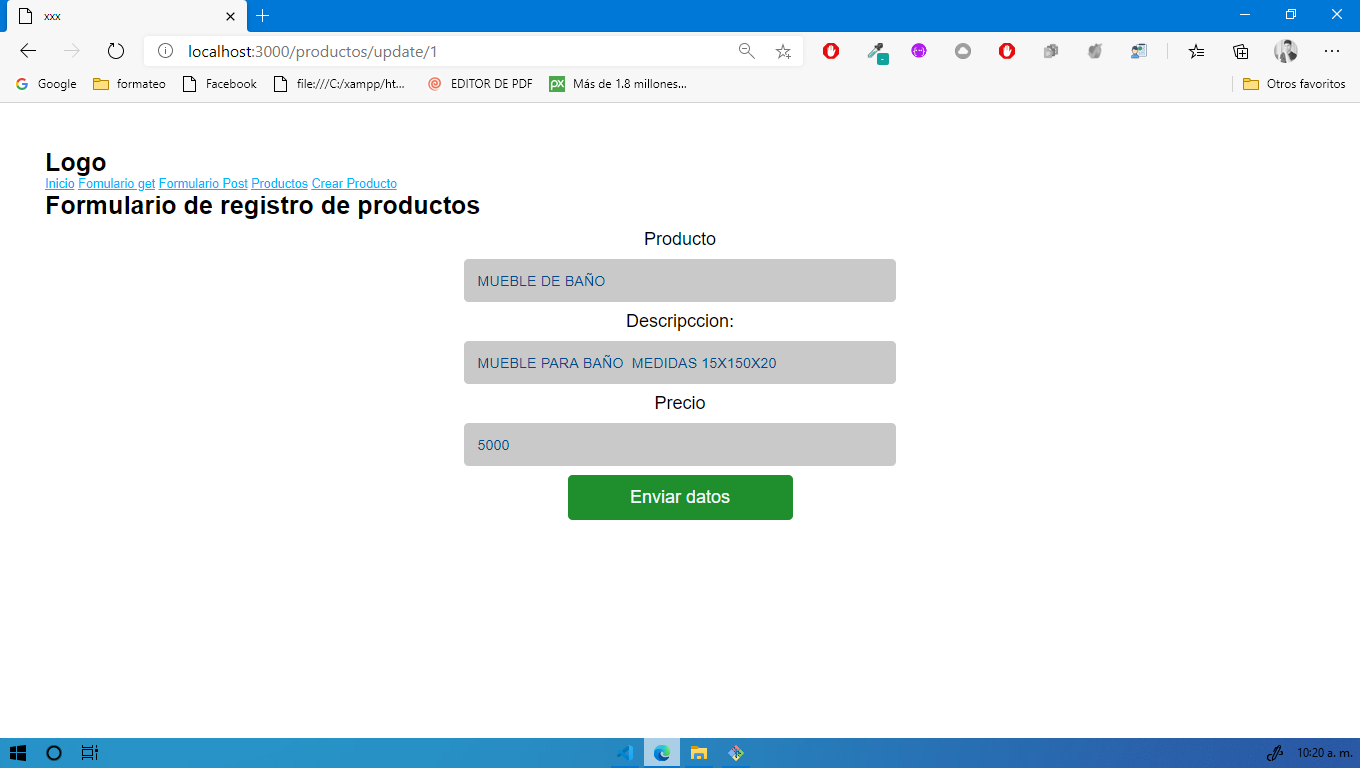 xxx
localhost:3000/productos/update/1
Google formateo Facebook file:///C:/xampp/ht... EDITOR DE PDF px Más de 1.8 millones... Otros favoritos
Logo
Inicio Fomulario get Formulario Post Productos Crear Producto
Formulario de registro de productos
Producto
MUEBLE DE BAÑO
Descripccion:
MUEBLE PARA BAÑO  MEDIDAS 15X150X20
Precio
5000
Enviar datos
10:20 a. m.